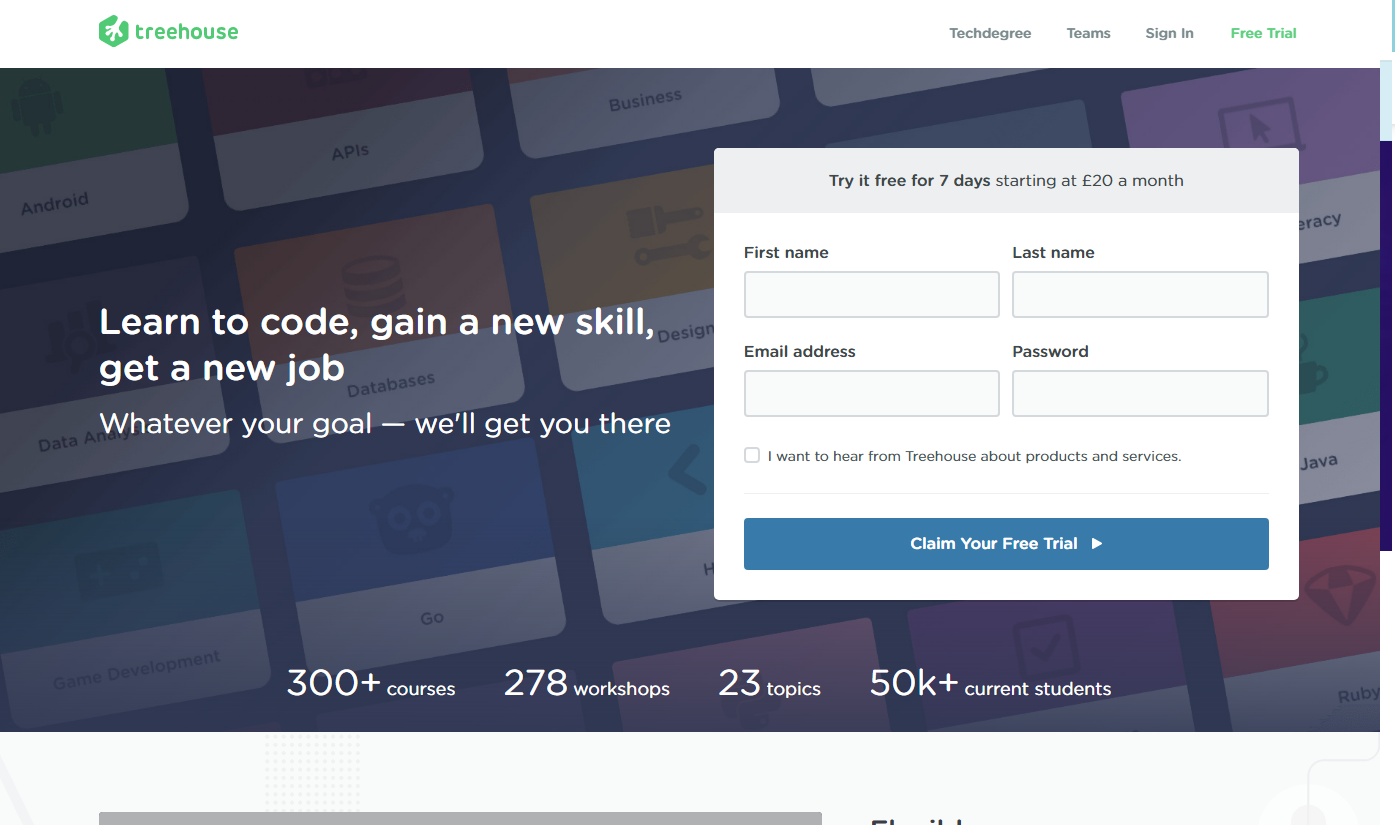 treehouse
Techdegree Teams Sign In Free Trial
Business
APIs
Android
Try it free for 7 days starting at £20 a month
First name Last name
Email address Password
I want to hear from Treehouse about products and services.
Claim Your Free Trial
Learn to code, gain a new skill,
get a new job
Whatever your goal — we'll get you there
Design
Databases
Data Analys
eracy
Java
Go
Game Development
Ruby
300+ courses 278 workshops 23 topics 50k+ current students